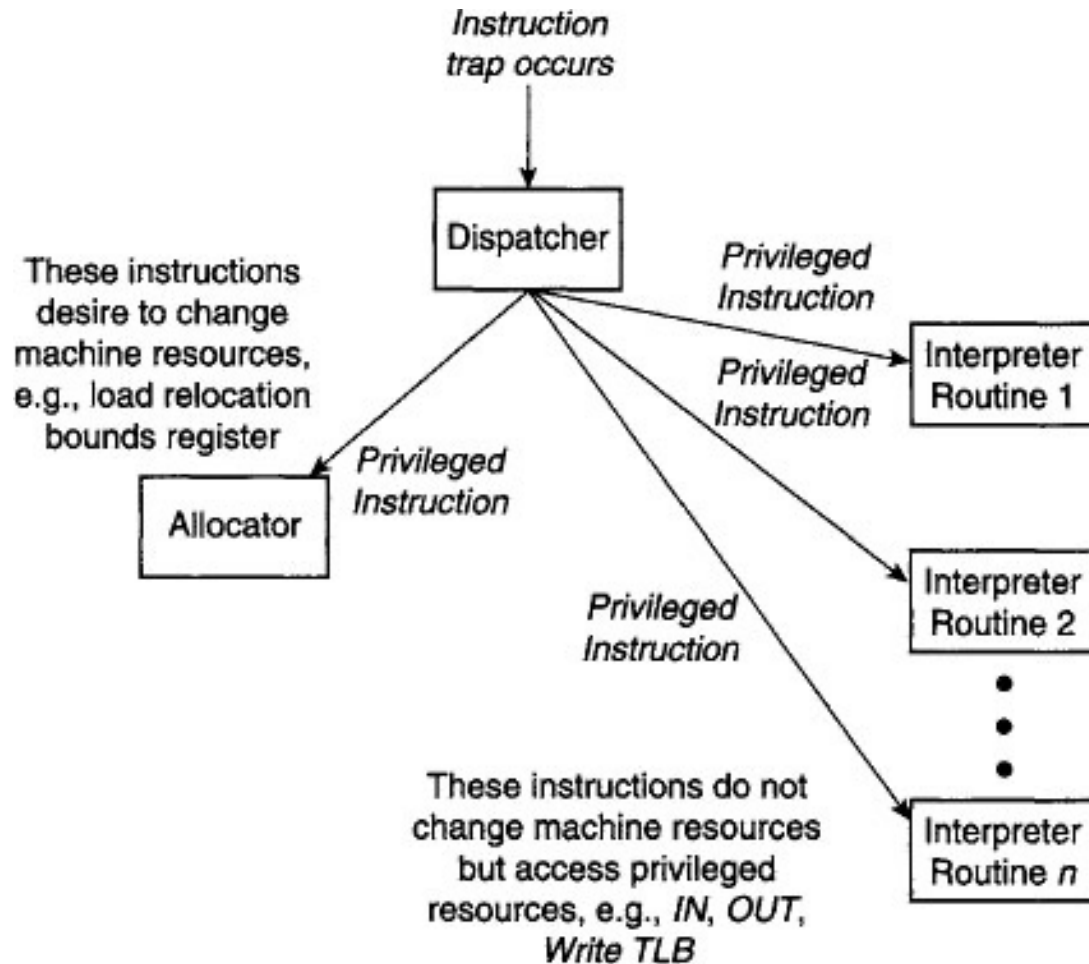 Instruction
trap occurs
Dispatcher
These instructions
desire to change
machine resources,
e.g., load relocation
bounds register
Privileged
Instruction
Allocator
Privileged
Instruction
Interpreter
Routine 1
Privileged
Instruction
Interpreter
Routine 2
Privileged
Instruction
Interpreter
Routine n
These instructions do not
change machine resources
but access privileged
resources, e.g., IN, OUT,
Write TLB